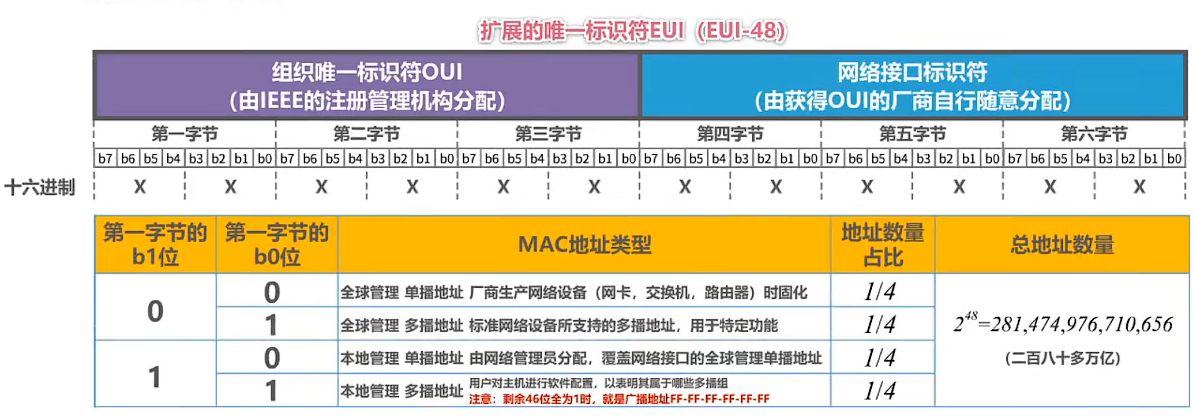 扩展的唯一标识符EUI（EUI-48）
组织唯一标识符OUI
（由IEEE的注册管理机构分配）
网络接口标识符
（由获得OUI的厂商自行随意分配）
第一字节 第二字节 第三字节 第四字节 第五字节 第六字节
b7 b6 b5 b4 b3 b2 b1 b0 b7 b6 b5 b4 b3 b2 b1 b0 b7 b6 b5 b4 b3 b2 b1 b0 b7 b6 b5 b4 b3 b2 b1 b0 b7 b6 b5 b4 b3 b2 b1 b0 b7 b6 b5 b4 b3 b2 b1 b0
十六进制 X X X X X X X X X X X X
第一字节的
b1位
第一字节的
b0位
MAC地址类型
地址数量
占比
总地址数量
0
0 全球管理 单播地址 厂商生产网络设备（网卡，交换机，路由器）时固化 1/4
1 全球管理 多播地址 标准网络设备所支持的多播地址，用于特定功能 1/4
1
0 本地管理 单播地址 由网络管理员分配，覆盖网络接口的全球管理单播地址 1/4
1 本地管理 多播地址 用户对主机进行软件配置，以表明其属于哪些多播组
注意：剩余46位全为1时，就是广播地址FF-FF-FF-FF-FF-FF
1/4
2^48=281,474,976,710,656
（二百八十多万亿）